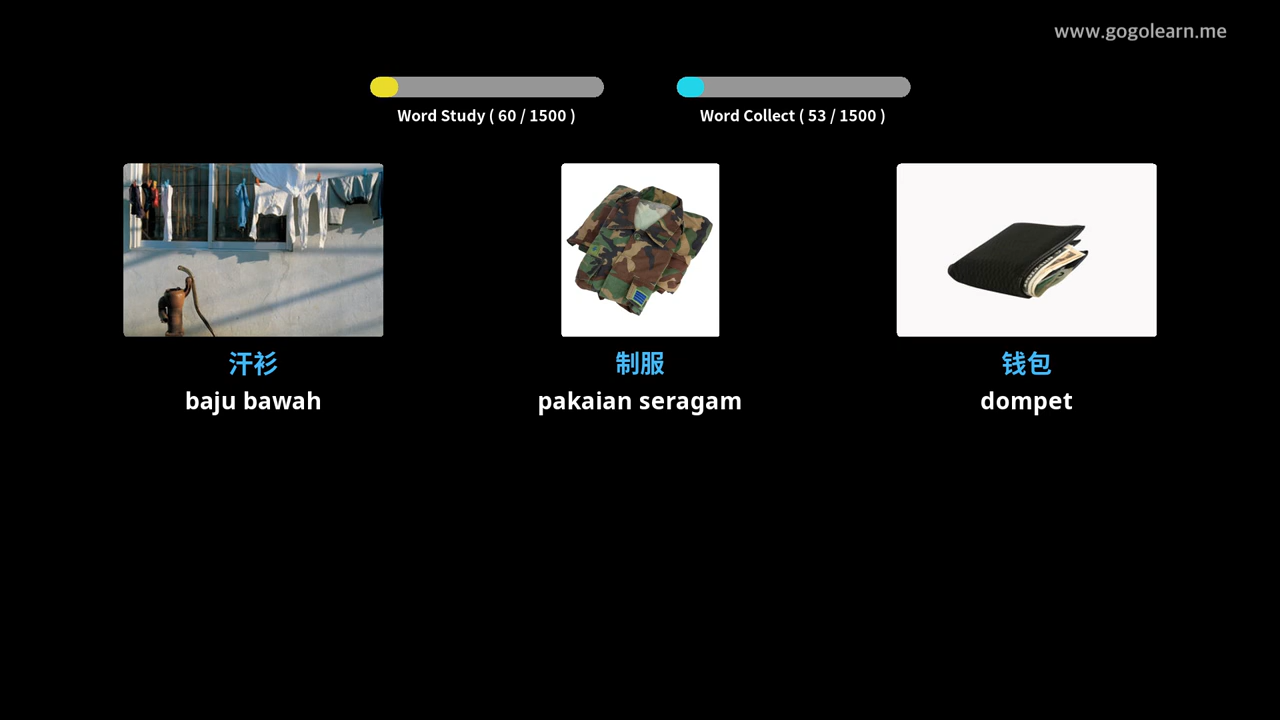 www.gogolearn.me
Word Study ( 60 / 1500 )
Word Collect ( 53 / 1500 )
汗衫
baju bawah
制服
pakaian seragam
钱包
dompet